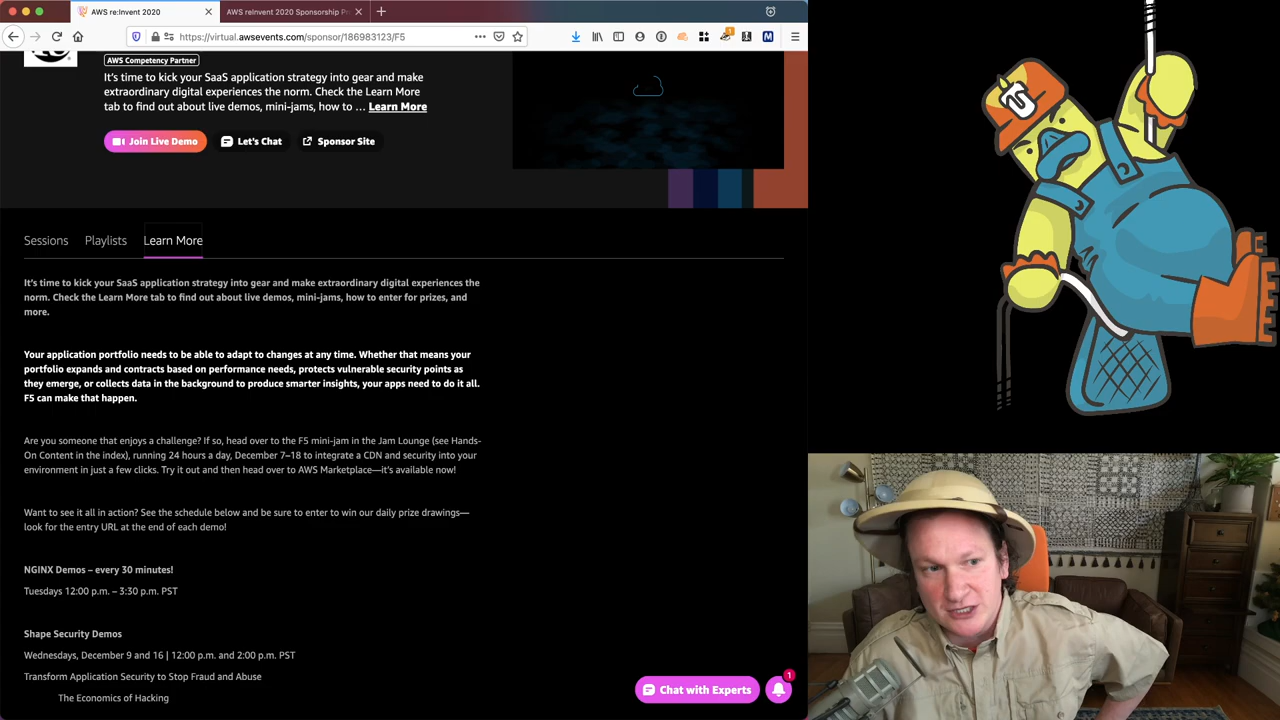 AWS re:Invent 2020
AWS reInvent 2020 Sponsorship Pr
https://virtual.awsevents.com/sponsor/186983123/F5
AWS Competency Partner
It's time to kick your SaaS application strategy into gear and make
extraordinary digital experiences the norm. Check the Learn More
tab to find out about live demos, mini-jams, how to ... Learn More
Join Live Demo
Let's Chat
Sponsor Site
Sessions
Playlists
Learn More
It's time to kick your SaaS application strategy into gear and make extraordinary digital experiences the
norm. Check the Learn More tab to find out about live demos, mini-jams, how to enter for prizes, and
more.
Your application portfolio needs to be able to adapt to changes at any time. Whether that means your
portfolio expands and contracts based on performance needs, protects vulnerable security points as
they emerge, or collects data in the background to produce smarter insights, your apps need to do it all.
F5 can make that happen.
Are you someone that enjoys a challenge? If so, head over to the F5 mini-jam in the Jam Lounge (see Hands-
On Content in the index), running 24 hours a day, December 7–18 to integrate a CDN and security into your
environment in just a few clicks. Try it out and then head over to AWS Marketplace—it's available now!
Want to see it all in action? See the schedule below and be sure to enter to win our daily prize drawings—
look for the entry URL at the end of each demo!
NGINX Demos – every 30 minutes!
Tuesdays 12:00 p.m. – 3:30 p.m. PST
Shape Security Demos
Wednesdays, December 9 and 16 | 12:00 p.m. and 2:00 p.m. PST
Transform Application Security to Stop Fraud and Abuse
The Economics of Hacking
Chat with Experts
1